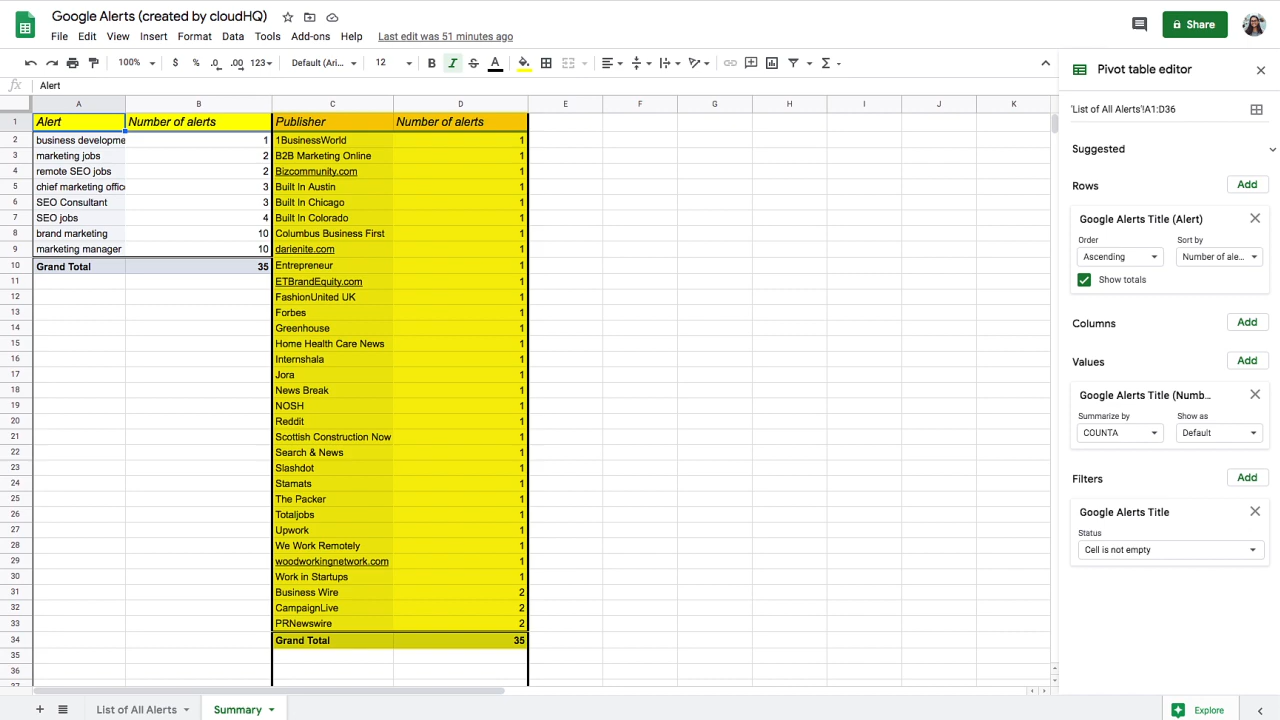 Google Alerts (created by cloudHQ)
File Edit View Insert Format Data Tools Add-ons Help Last edit was 51 minutes ago
Share
100% $ % .0 .00 123 Default (Ari... 12 B I S A
fx Alert
A B C D E F G H I J K
1 Alert Number of alerts Publisher Number of alerts
2 business developme 1 1BusinessWorld 1
3 marketing jobs 2 B2B Marketing Online 1
4 remote SEO jobs 2 Bizcommunity.com 1
5 chief marketing offic 3 Built In Austin 1
6 SEO Consultant 3 Built In Chicago 1
7 SEO jobs 4 Built In Colorado 1
8 brand marketing 10 Columbus Business First 1
9 marketing manager 10 darienite.com 1
10 Grand Total 35 Entrepreneur 1
11 ETBrandEquity.com 1
12 FashionUnited UK 1
13 Forbes 1
14 Greenhouse 1
15 Home Health Care News 1
16 Internshala 1
17 Jora 1
18 News Break 1
19 NOSH 1
20 Reddit 1
21 Scottish Construction Now 1
22 Search & News 1
23 Slashdot 1
24 Stamats 1
25 The Packer 1
26 Totaljobs 1
27 Upwork 1
28 We Work Remotely 1
29 woodworkingnetwork.com 1
30 Work in Startups 1
31 Business Wire 2
32 CampaignLive 2
33 PRNewswire 2
34 Grand Total 35
35
36
37
List of All Alerts Summary
Pivot table editor
'List of All Alerts'!A1:D36
Suggested
Rows Add
Google Alerts Title (Alert)
Order Sort by
Ascending Number of ale...
Show totals
Columns Add
Values Add
Google Alerts Title (Numb...
Summarize by Show as
COUNTA Default
Filters Add
Google Alerts Title
Status
Cell is not empty
Explore